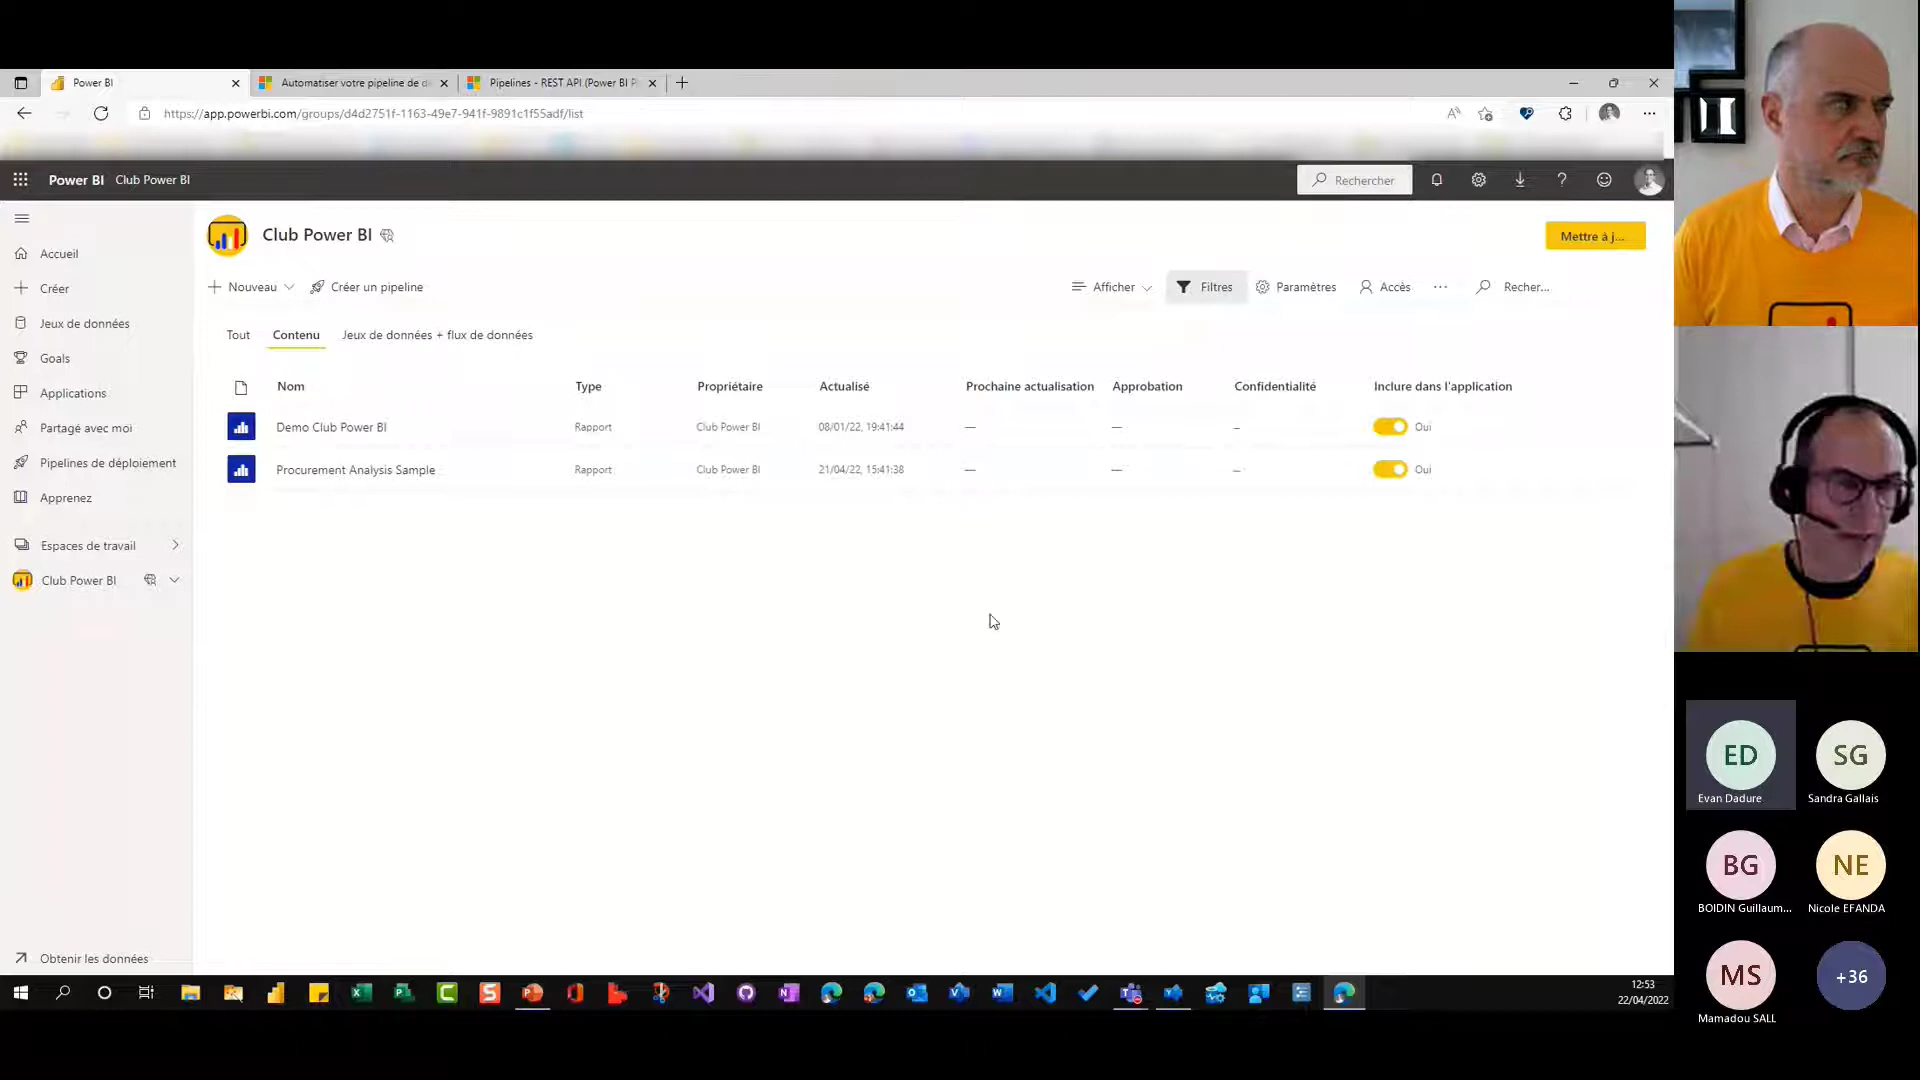 Power BI
Automatiser votre pipeline de d
Pipelines - REST API (Power BI P
https://app.powerbi.com/groups/d4d2751f-1163-49e7-941f-9891c1f55adf/list
Power BI Club Power BI
Rechercher
Club Power BI
Mettre à j...
Accueil
Créer
Jeux de données
Goals
Applications
Partagé avec moi
Pipelines de déploiement
Apprenez
Espaces de travail
Club Power BI
Obtenir les données
Nouveau
Créer un pipeline
Afficher
Filtres
Paramètres
Accès
Recher...
Tout
Contenu
Jeux de données + flux de données
Nom Type Propriétaire Actualisé Prochaine actualisation Approbation Confidentialité Inclure dans l'application
Demo Club Power BI Rapport Club Power BI 08/01/22, 19:41:44 — — – Oui
Procurement Analysis Sample Rapport Club Power BI 21/04/22, 15:41:38 — — – Oui
12:53
22/04/2022
ED
Evan Dadure
SG
Sandra Gallais
BG
BOIDIN Guillaum...
NE
Nicole EFANDA
MS
Mamadou SALL
+36